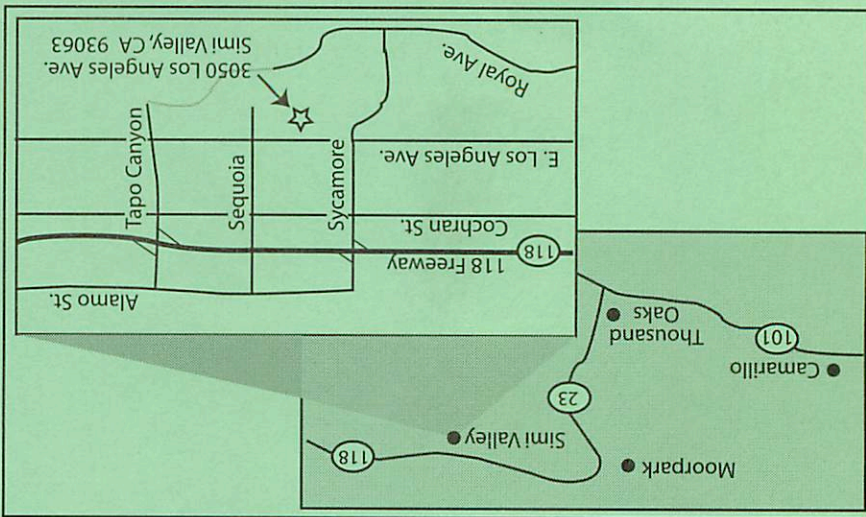 Moorpark
Simi Valley
118
23
Camarillo
101
Thousand
Oaks
Alamo St.
118 Freeway
118
Cochran St.
E. Los Angeles Ave.
Royal Ave.
Sycamore
Sequoia
Tapo Canyon
3050 Los Angeles Ave.
Simi Valley, CA 93063